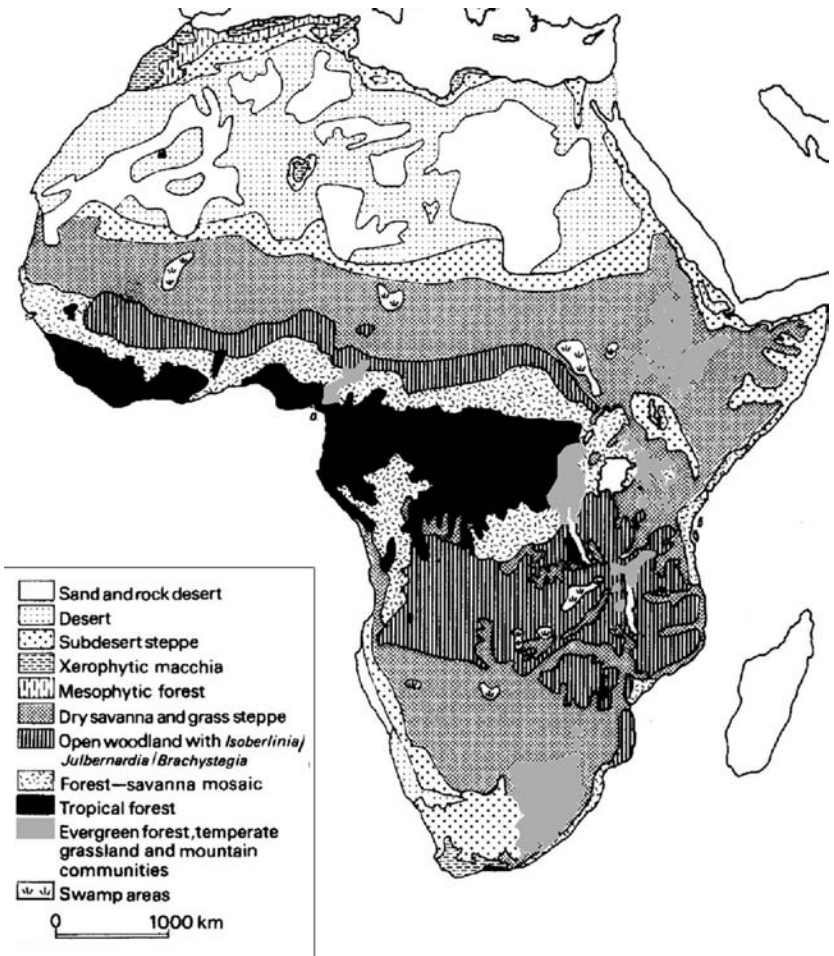 Sand and rock desert
Desert
Subdesert steppe
Xerophytic macchia
Mesophytic forest
Dry savanna and grass steppe
Open woodland with Isoberlinia/
Julbernardia/Brachystegia
Forest—savanna mosaic
Tropical forest
Evergreen forest, temperate
grassland and mountain
communities
Swamp areas
0 1000 km